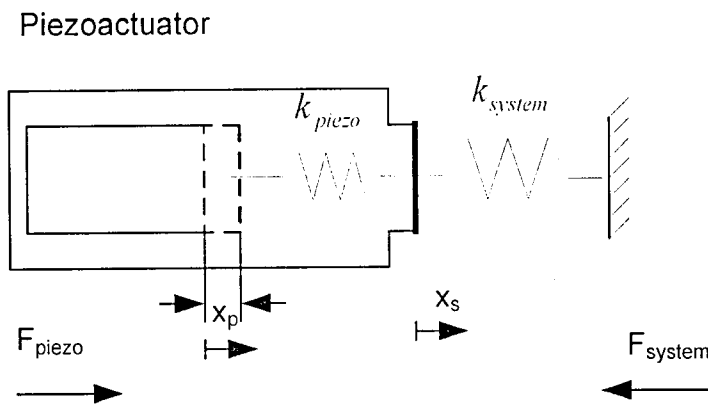 Piezoactuator
k_piezo
k_system
x_p
x_s
F_piezo
F_system